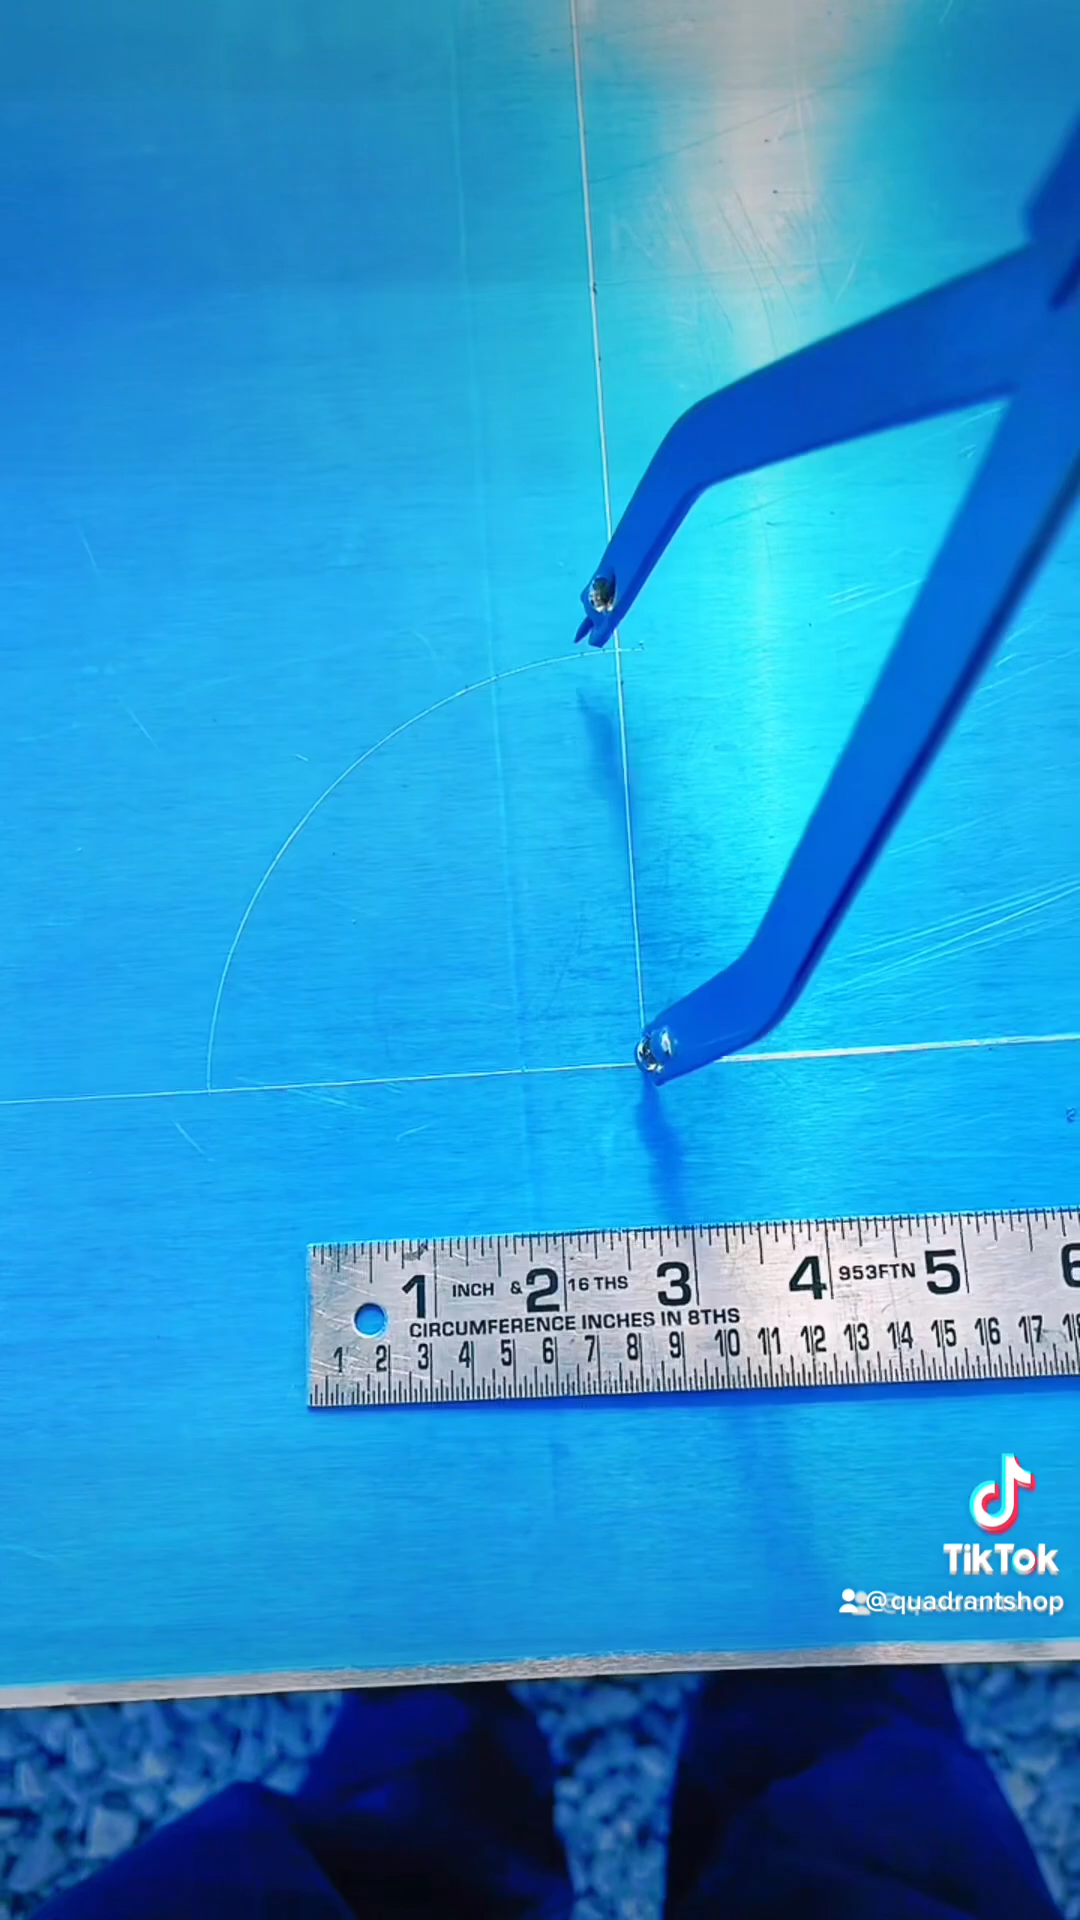 1 INCH & 2 16 THS 3 4 953FTN 5 6
CIRCUMFERENCE INCHES IN 8THS
1 2 3 4 5 6 7 8 9 10 11 12 13 14 15 16 17 18
TikTok
@quadrantshop